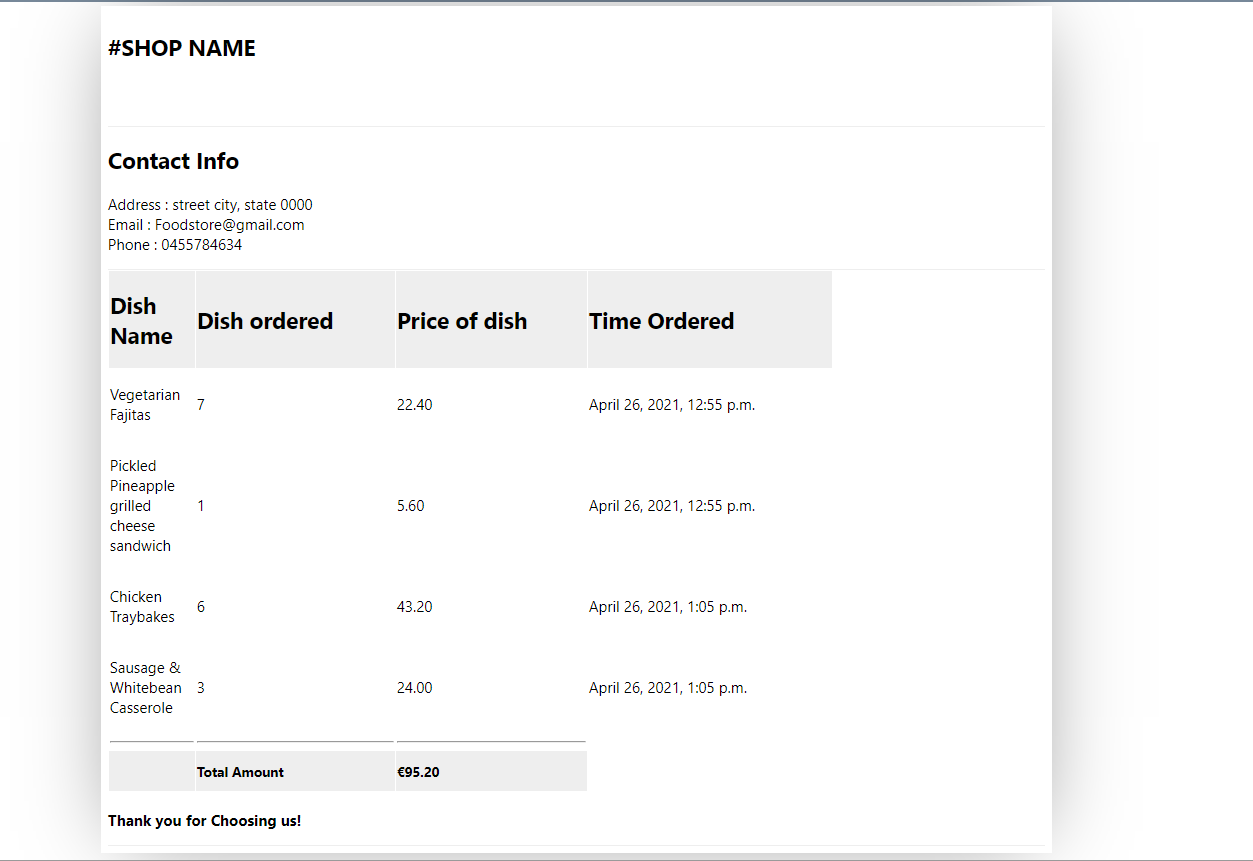 #SHOP NAME
Contact Info
Address : street city, state 0000
Email : Foodstore@gmail.com
Phone : 0455784634
Dish
Name
Dish ordered
Price of dish
Time Ordered
Vegetarian
Fajitas
7
22.40
April 26, 2021, 12:55 p.m.
Pickled
Pineapple
grilled
cheese
sandwich
1
5.60
April 26, 2021, 12:55 p.m.
Chicken
Traybakes
6
43.20
April 26, 2021, 1:05 p.m.
Sausage &
Whitebean
Casserole
3
24.00
April 26, 2021, 1:05 p.m.
Total Amount
€95.20
Thank you for Choosing us!